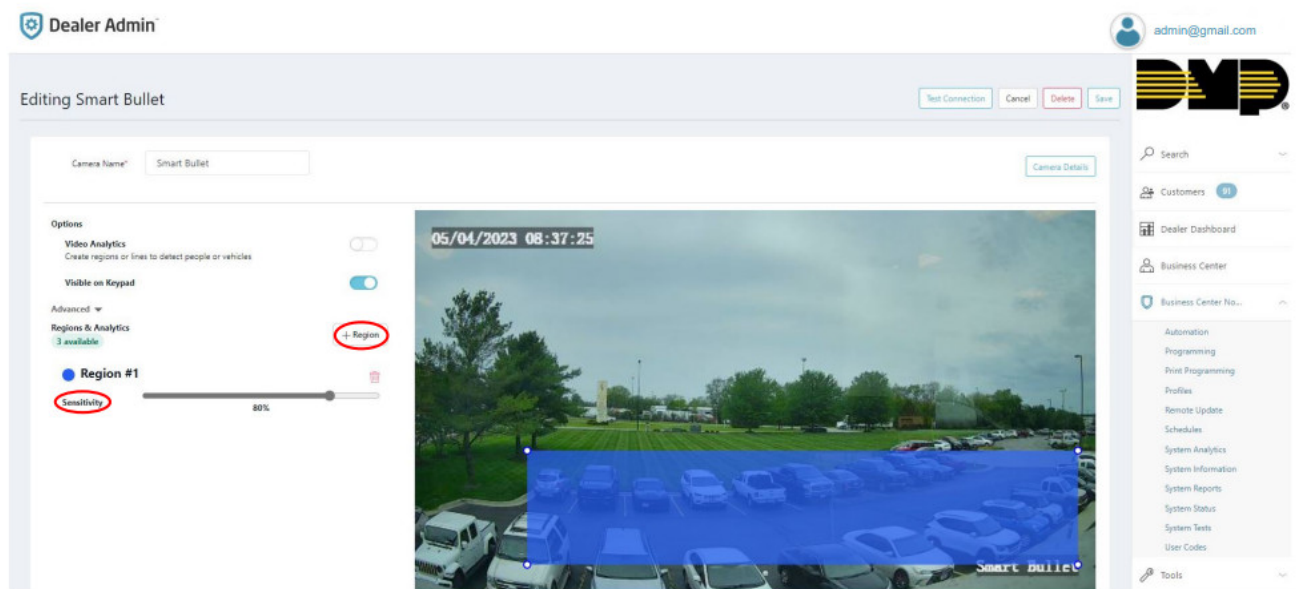 Dealer Admin
admin@gmail.com
DMP®
Editing Smart Bullet
Test Connection
Cancel
Delete
Save
Camera Name*
Smart Bullet
Camera Details
Options
Video Analytics
Create regions or lines to detect people or vehicles
Visible on Keypad
Advanced
Regions & Analytics
3 available
+ Region
Region #1
Sensitivity
80%
05/04/2023 08:37:25
Smart Bullet
Search
Customers 91
Dealer Dashboard
Business Center
Business Center No...
Automation
Programming
Print Programming
Profiles
Remote Update
Schedules
System Analytics
System Information
System Reports
System Status
System Tests
User Codes
Tools